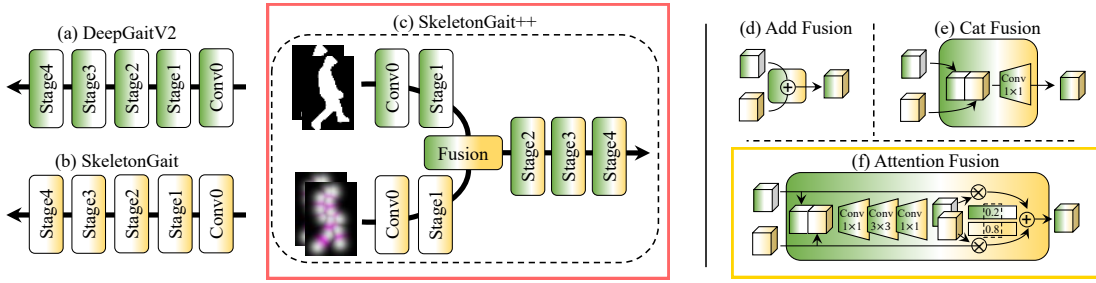 (a) DeepGaitV2
Stage4
Stage3
Stage2
Stage1
Conv0
(b) SkeletonGait
Stage4
Stage3
Stage2
Stage1
Conv0
(c) SkeletonGait++
Conv0
Stage1
Fusion
Conv0
Stage1
Stage2
Stage3
Stage4
(d) Add Fusion
+
(e) Cat Fusion
Conv
1×1
(f) Attention Fusion
Conv
1×1
Conv
3×3
Conv
1×1
×
0.2
0.8
×
+